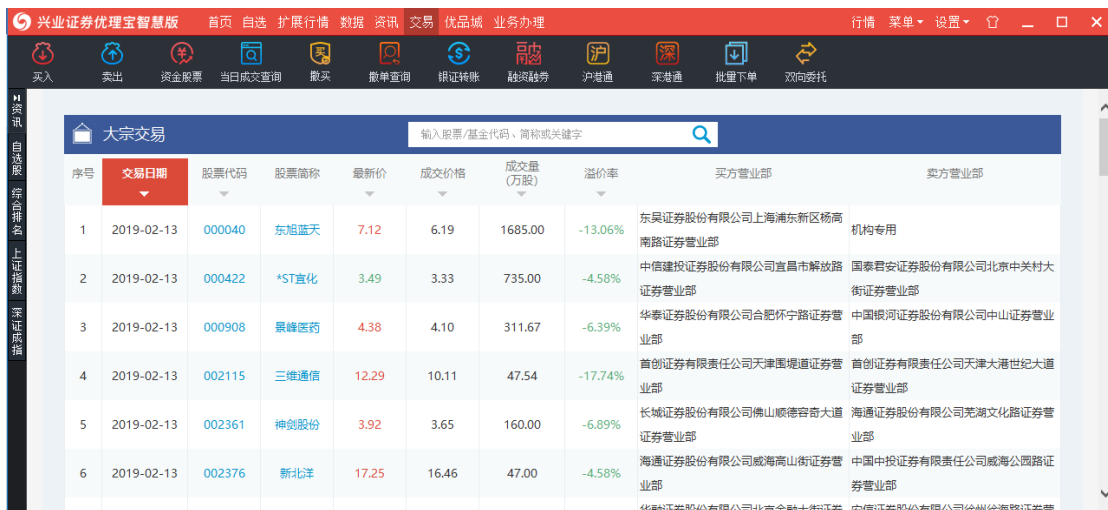 兴业证券优理宝智慧版 首页 自选 扩展行情 数据 资讯 交易 优品城 业务办理 行情 菜单 设置
买入 卖出 资金股票 当日成交查询 撤买 撤单查询 银证转账 融资融券 沪港通 深港通 批量下单 双向委托
资讯
自选股
综合排名
上证指数
深证成指
大宗交易 输入股票/基金代码、简称或关键字
序号 交易日期 股票代码 股票简称 最新价 成交价格 成交量(万股) 溢价率 买方营业部 卖方营业部
1 2019-02-13 000040 东旭蓝天 7.12 6.19 1685.00 -13.06% 东吴证券股份有限公司上海浦东新区杨高南路证券营业部 机构专用
2 2019-02-13 000422 *ST宜化 3.49 3.33 735.00 -4.58% 中信建投证券股份有限公司宜昌市解放路证券营业部 国泰君安证券股份有限公司北京中关村大街证券营业部
3 2019-02-13 000908 景峰医药 4.38 4.10 311.67 -6.39% 华泰证券股份有限公司合肥怀宁路证券营业部 中国银河证券股份有限公司中山证券营业部
4 2019-02-13 002115 三维通信 12.29 10.11 47.54 -17.74% 首创证券有限责任公司天津围堤道证券营业部 首创证券有限责任公司天津大港世纪大道证券营业部
5 2019-02-13 002361 神剑股份 3.92 3.65 160.00 -6.89% 长城证券股份有限公司佛山顺德容奇大道证券营业部 海通证券股份有限公司芜湖文化路证券营业部
6 2019-02-13 002376 新北洋 17.25 16.46 47.00 -4.58% 海通证券股份有限公司威海高山街证券营业部 中国中投证券有限责任公司威海公园路证券营业部